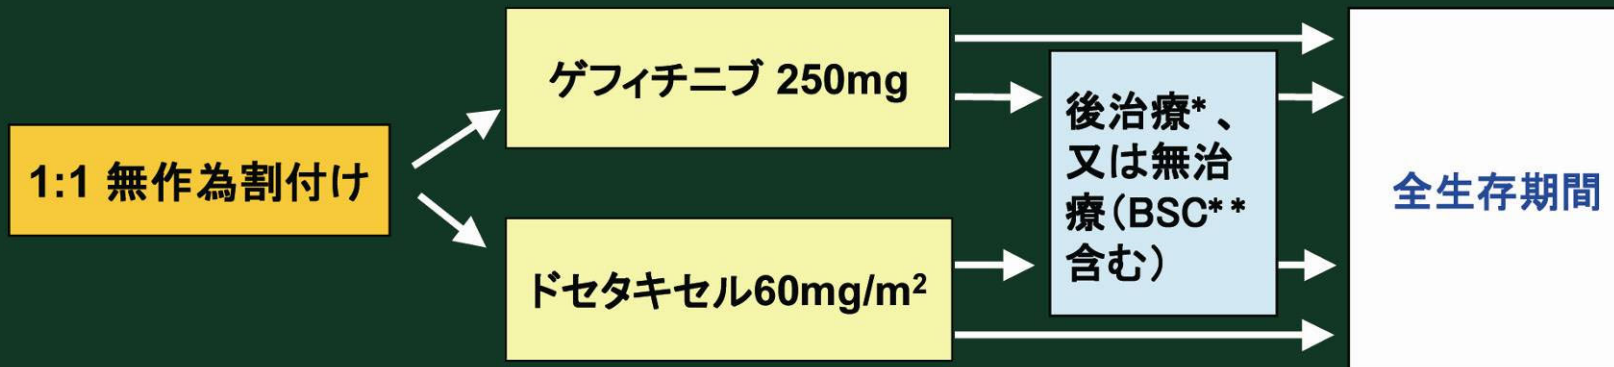 1:1 無作為割付け
ゲフィチニブ 250mg
ドセタキセル60mg/m²
後治療*、
又は無治
療(BSC**
含む)
全生存期間